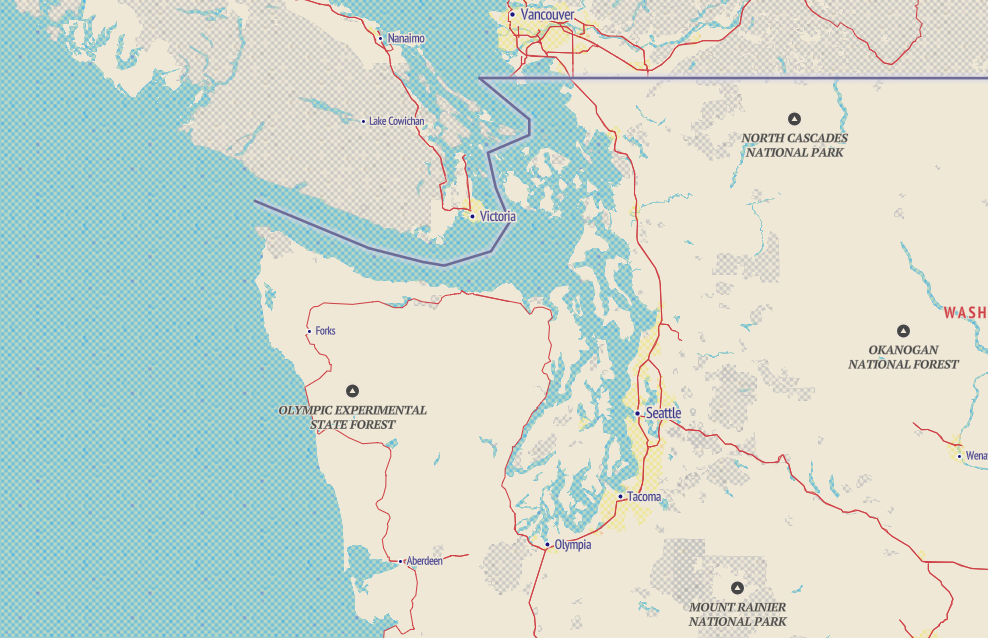 Vancouver
Nanaimo
Lake Cowichan
NORTH CASCADES
NATIONAL PARK
Victoria
WASH
Forks
OKANOGAN
NATIONAL FOREST
OLYMPIC EXPERIMENTAL
STATE FOREST
Seattle
Wena
Tacoma
Olympia
Aberdeen
MOUNT RAINIER
NATIONAL PARK